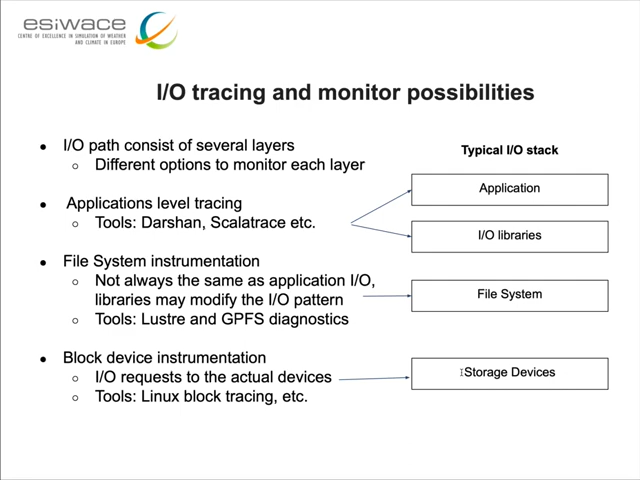 esiwace
CENTRE OF EXCELLENCE IN SIMULATION OF WEATHER
AND CLIMATE IN EUROPE
I/O tracing and monitor possibilities
● I/O path consist of several layers
○ Different options to monitor each layer
● Applications level tracing
○ Tools: Darshan, Scalatrace etc.
● File System instrumentation
○ Not always the same as application I/O,
libraries may modify the I/O pattern
○ Tools: Lustre and GPFS diagnostics
● Block device instrumentation
○ I/O requests to the actual devices
○ Tools: Linux block tracing, etc.
Typical I/O stack
Application
I/O libraries
File System
Storage Devices